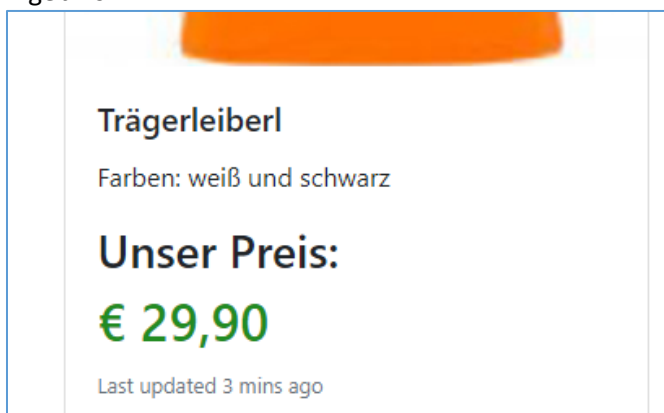 Trägerleiberl
Farben: weiß und schwarz
Unser Preis:
€ 29,90
Last updated 3 mins ago